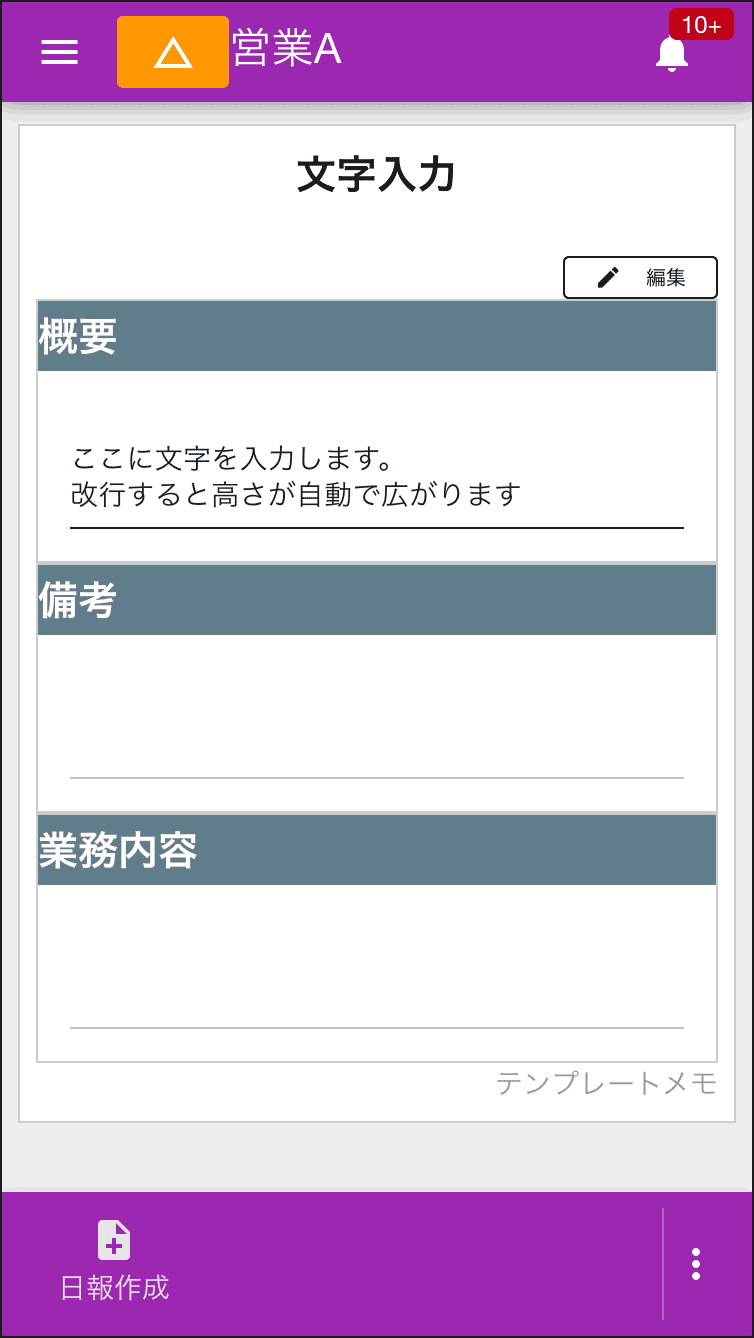 営業A
10+
文字入力
編集
概要
ここに文字を入力します。
改行すると高さが自動で広がります
備考
業務内容
テンプレートメモ
日報作成